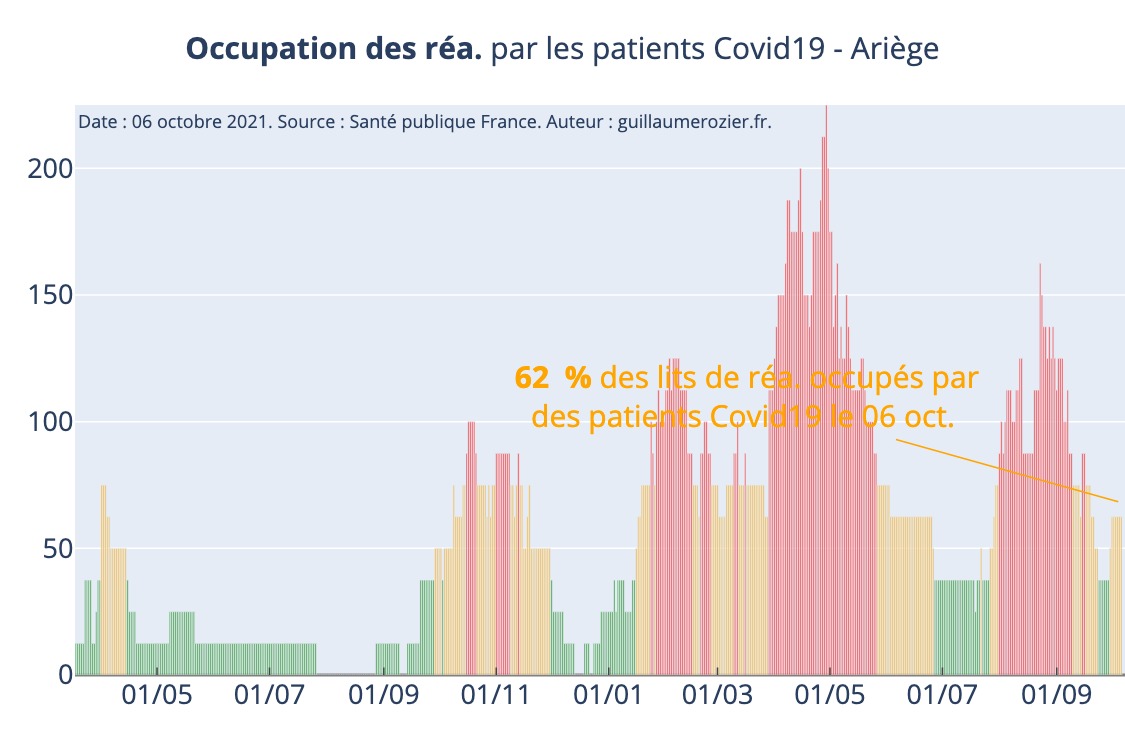 Occupation des réa. par les patients Covid19 - Ariège
Date : 06 octobre 2021. Source : Santé publique France. Auteur : guillaumerozier.fr.
200
150
62 % des lits de réa. occupés par
des patients Covid19 le 06 oct.
100
50
0
01/05 01/07 01/09 01/11 01/01 01/03 01/05 01/07 01/09